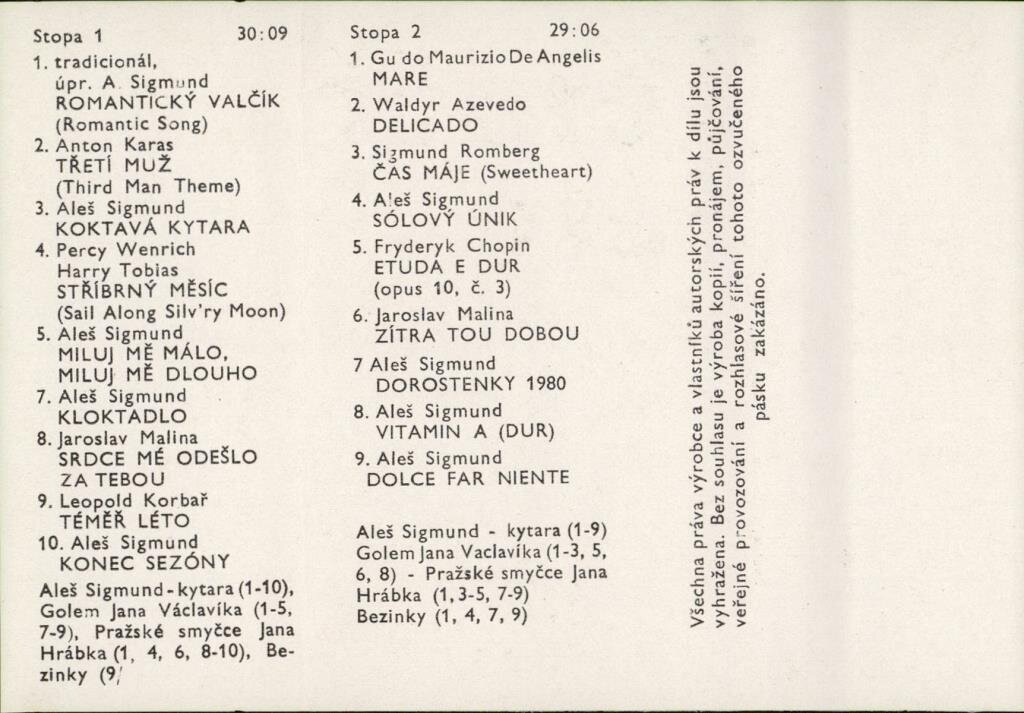 Stopa 1 30:09
1. tradicionál,
úpr. A. Sigmund
ROMANTICKÝ VALČÍK
(Romantic Song)
2. Anton Karas
TŘETÍ MUŽ
(Third Man Theme)
3. Aleš Sigmund
KOKTAVÁ KYTARA
4. Percy Wenrich
Harry Tobias
STŘÍBRNÝ MĚSÍC
(Sail Along Silv'ry Moon)
5. Aleš Sigmund
MILUJ MĚ MÁLO,
MILUJ MĚ DLOUHO
7. Aleš Sigmund
KLOKTADLO
8. Jaroslav Malina
SRDCE MÉ ODEŠLO
ZA TEBOU
9. Leopold Korbař
TÉMĚŘ LÉTO
10. Aleš Sigmund
KONEC SEZÓNY
Aleš Sigmund - kytara (1-10),
Golem Jana Václavíka (1-5,
7-9), Pražské smyčce Jana
Hrábka (1, 4, 6, 8-10), Be-
zinky (9)
Stopa 2 29:06
1. Gu do Maurizio De Angelis
MARE
2. Waldyr Azevedo
DELICADO
3. Sigmund Romberg
ČAS MÁJE (Sweetheart)
4. Aleš Sigmund
SÓLOVÝ ÚNIK
5. Fryderyk Chopin
ETUDA E DUR
(opus 10, č. 3)
6. Jaroslav Malina
ZÍTRA TOU DOBOU
7 Aleš Sigmund
DOROSTENKY 1980
8. Aleš Sigmund
VITAMIN A (DUR)
9. Aleš Sigmund
DOLCE FAR NIENTE
Aleš Sigmund - kytara (1-9)
Golem Jana Vaclavíka (1-3, 5,
6, 8) - Pražské smyčce Jana
Hrábka (1, 3-5, 7-9)
Bezinky (1, 4, 7, 9)
Všechna práva výrobce a vlastníků autorských práv k dílu jsou
vyhražena. Bez souhlasu je výroba kopií, pronájem, půjčování,
veřejné provozování a rozhlasové šíření tohoto ozvučeného
pásku zakázáno.